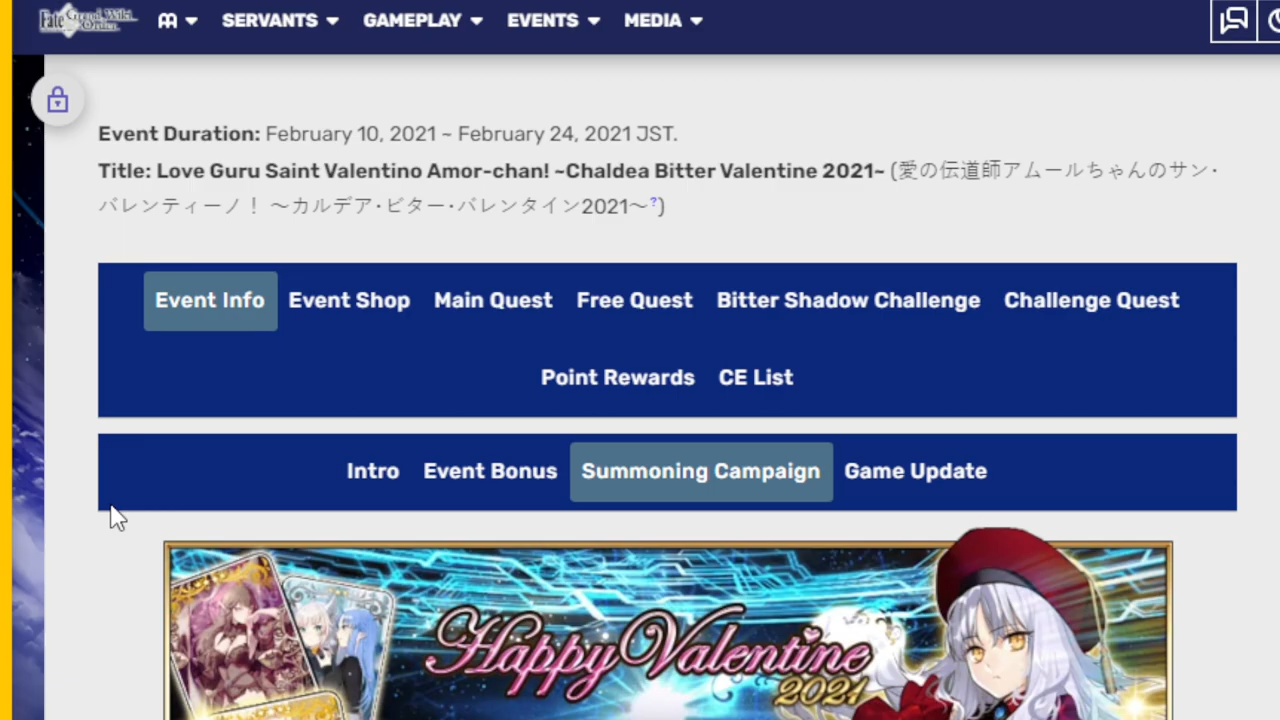 Fate Grand Order Wiki
SERVANTS GAMEPLAY EVENTS MEDIA
Event Duration: February 10, 2021 ~ February 24, 2021 JST.
Title: Love Guru Saint Valentino Amor-chan! ~Chaldea Bitter Valentine 2021~ (愛の伝道師アムールちゃんのサン・
バレンティーノ！ ～カルデア・ビター・バレンタイン2021～?)
Event Info Event Shop Main Quest Free Quest Bitter Shadow Challenge Challenge Quest
Point Rewards CE List
Intro Event Bonus Summoning Campaign Game Update
Happy Valentine
2021